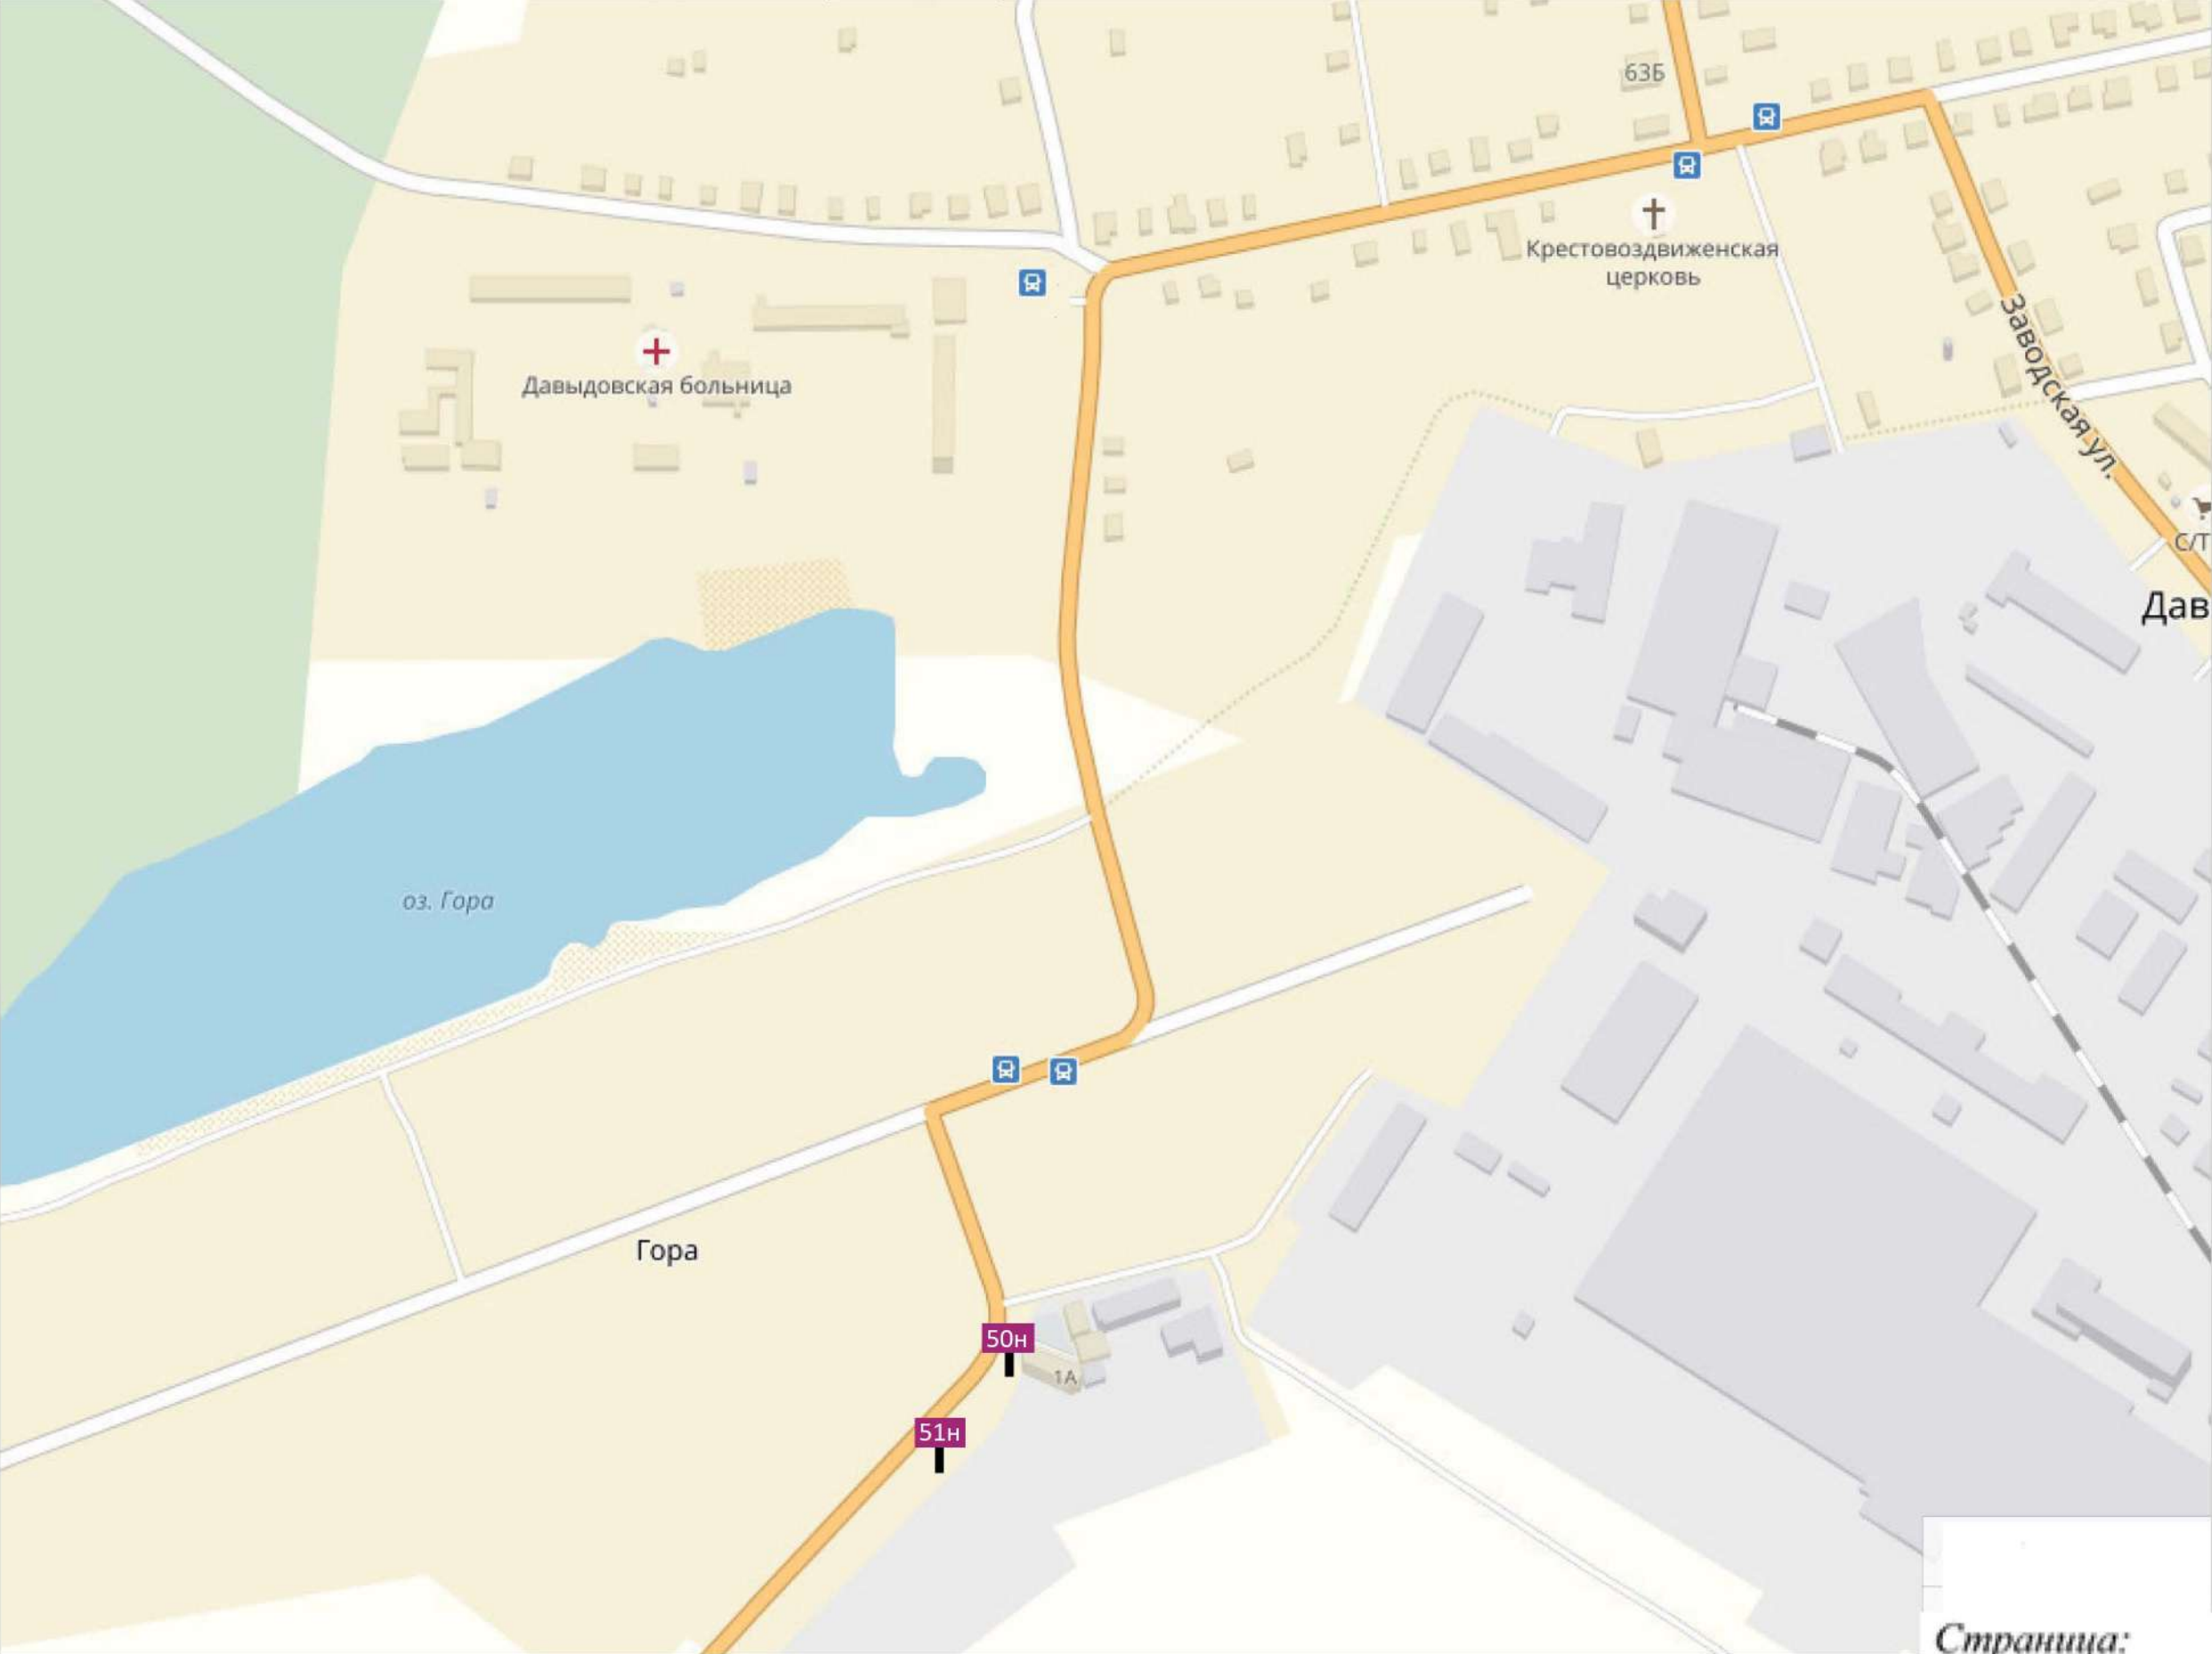 63Б
Крестовоздвиженская
церковь
Заводская ул.
Давыдовская больница
С/Т
Дав
оз. Гора
Гора
50н
1А
51н
Страница: